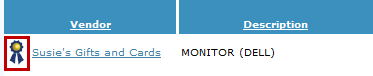 Vendor Description
Susie's Gifts and Cards MONITOR (DELL)